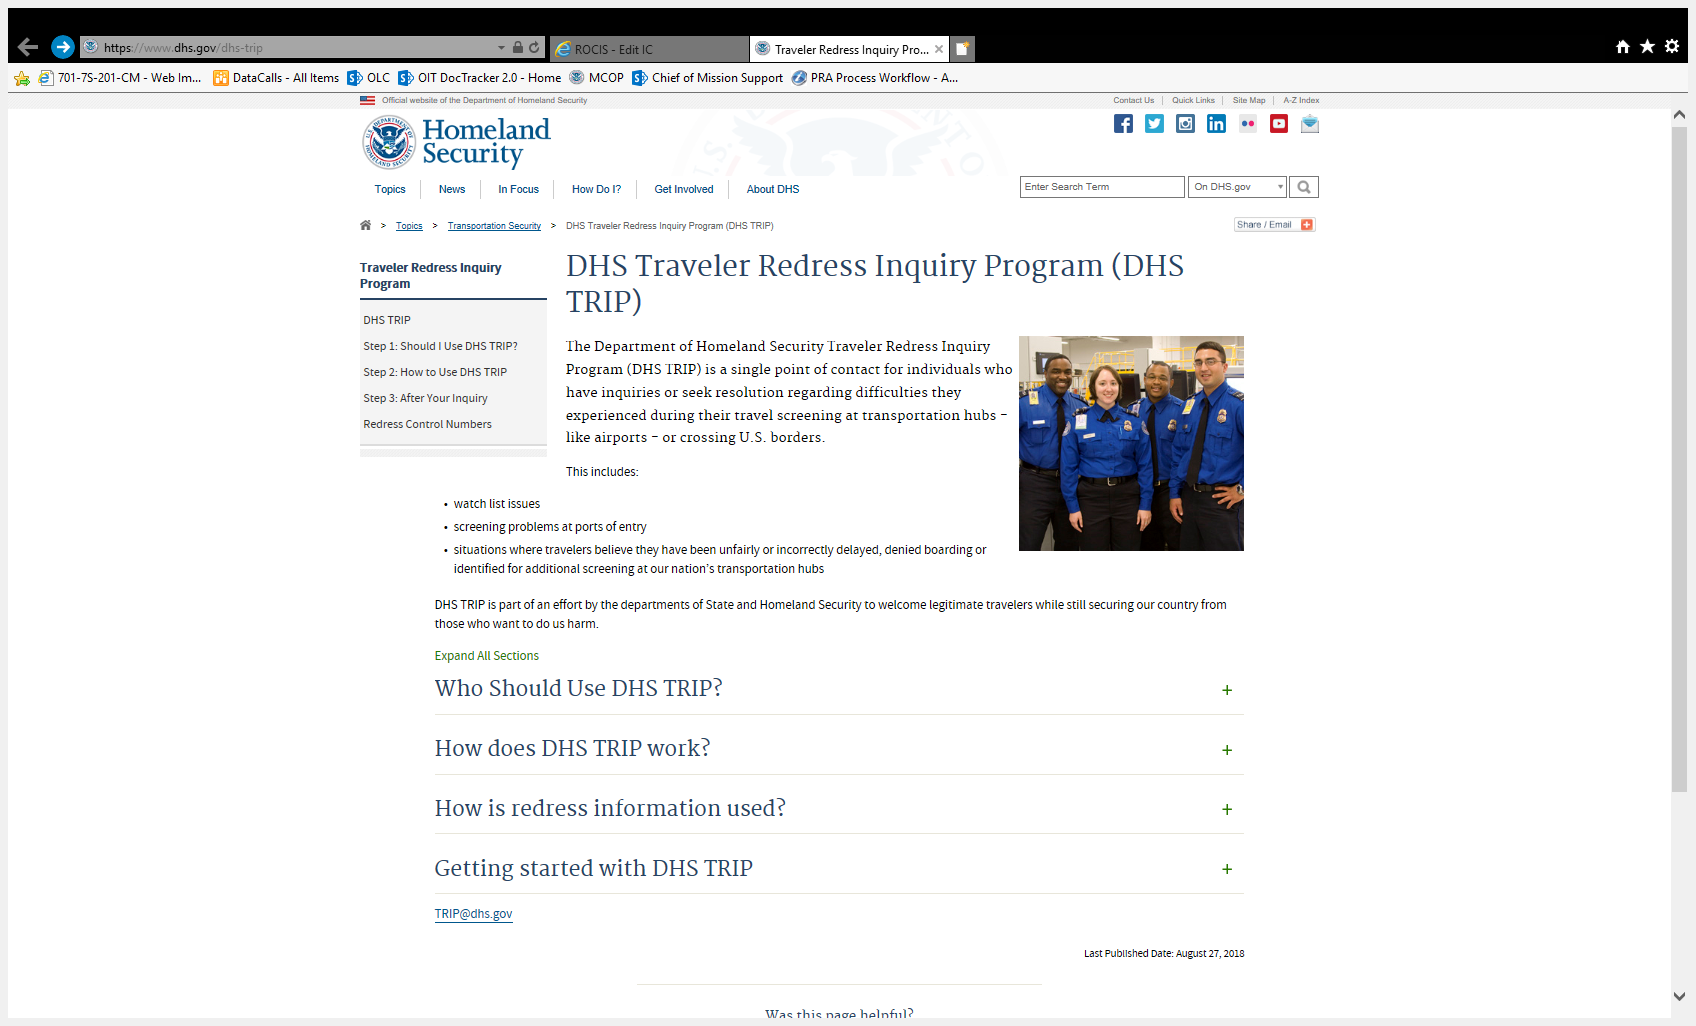 https://www.dhs.gov/dhs-trip
ROCIS - Edit IC
Traveler Redress Inquiry Pro...
701-7S-201-CM - Web Im...
DataCalls - All Items
OLC
OIT DocTracker 2.0 - Home
MCOP
Chief of Mission Support
PRA Process Workflow - A...
Official website of the Department of Homeland Security
Contact Us
Quick Links
Site Map
A-Z Index
Homeland
Security
Topics
News
In Focus
How Do I?
Get Involved
About DHS
Enter Search Term
On DHS.gov
> Topics > Transportation Security > DHS Traveler Redress Inquiry Program (DHS TRIP)
Share / Email
Traveler Redress Inquiry
Program
DHS TRIP
Step 1: Should I Use DHS TRIP?
Step 2: How to Use DHS TRIP
Step 3: After Your Inquiry
Redress Control Numbers
DHS Traveler Redress Inquiry Program (DHS
TRIP)
The Department of Homeland Security Traveler Redress Inquiry
Program (DHS TRIP) is a single point of contact for individuals who
have inquiries or seek resolution regarding difficulties they
experienced during their travel screening at transportation hubs -
like airports - or crossing U.S. borders.
This includes:
• watch list issues
• screening problems at ports of entry
• situations where travelers believe they have been unfairly or incorrectly delayed, denied boarding or
identified for additional screening at our nation's transportation hubs
DHS TRIP is part of an effort by the departments of State and Homeland Security to welcome legitimate travelers while still securing our country from
those who want to do us harm.
Expand All Sections
Who Should Use DHS TRIP? +
How does DHS TRIP work? +
How is redress information used? +
Getting started with DHS TRIP +
TRIP@dhs.gov
Last Published Date: August 27, 2018
Was this page helpful?